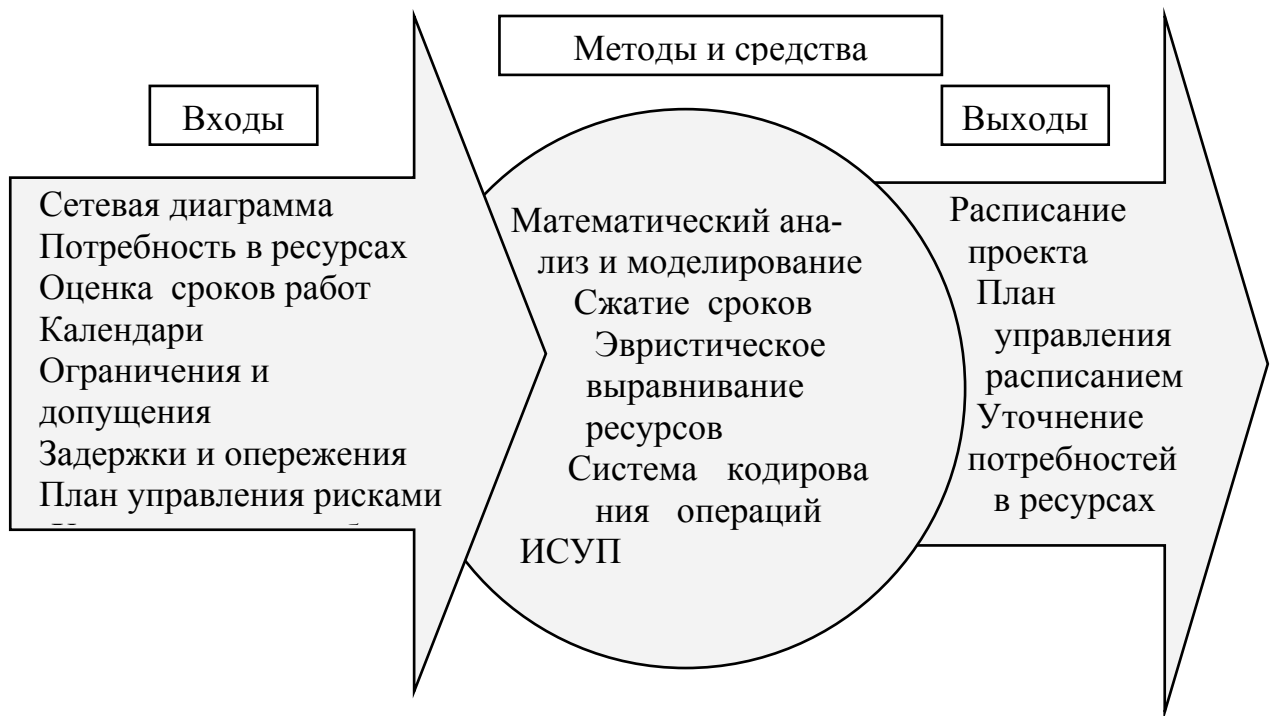 Методы и средства
Входы
Выходы
Сетевая диаграмма
Потребность в ресурсах
Оценка сроков работ
Календари
Ограничения и
допущения
Задержки и опережения
План управления рисками
Математический ана-
лиз и моделирование
Сжатие сроков
Эвристическое
выравнивание
ресурсов
Система кодирова
ния операций
ИСУП
Расписание
проекта
План
управления
расписанием
Уточнение
потребностей
в ресурсах